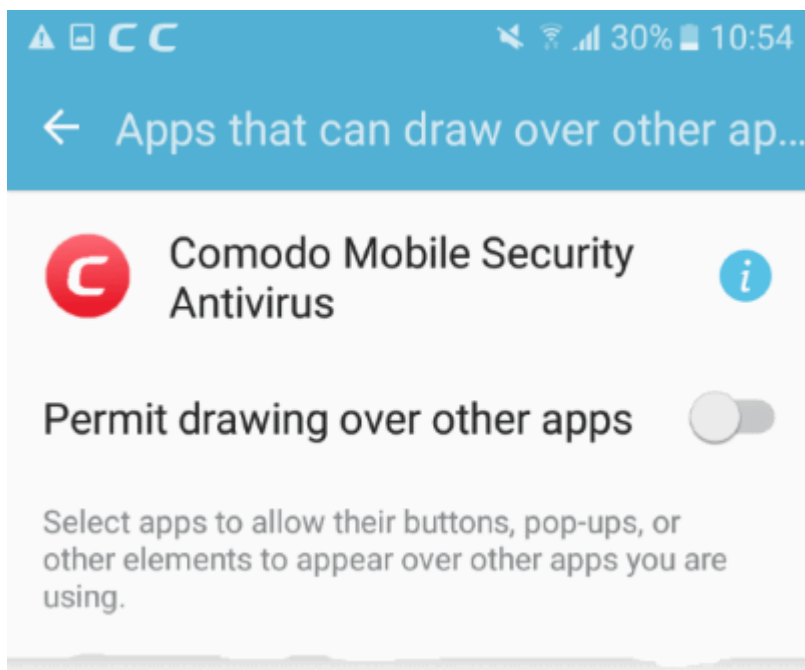 30% 10:54
Apps that can draw over other ap...
Comodo Mobile Security
Antivirus
Permit drawing over other apps
Select apps to allow their buttons, pop-ups, or
other elements to appear over other apps you are
using.